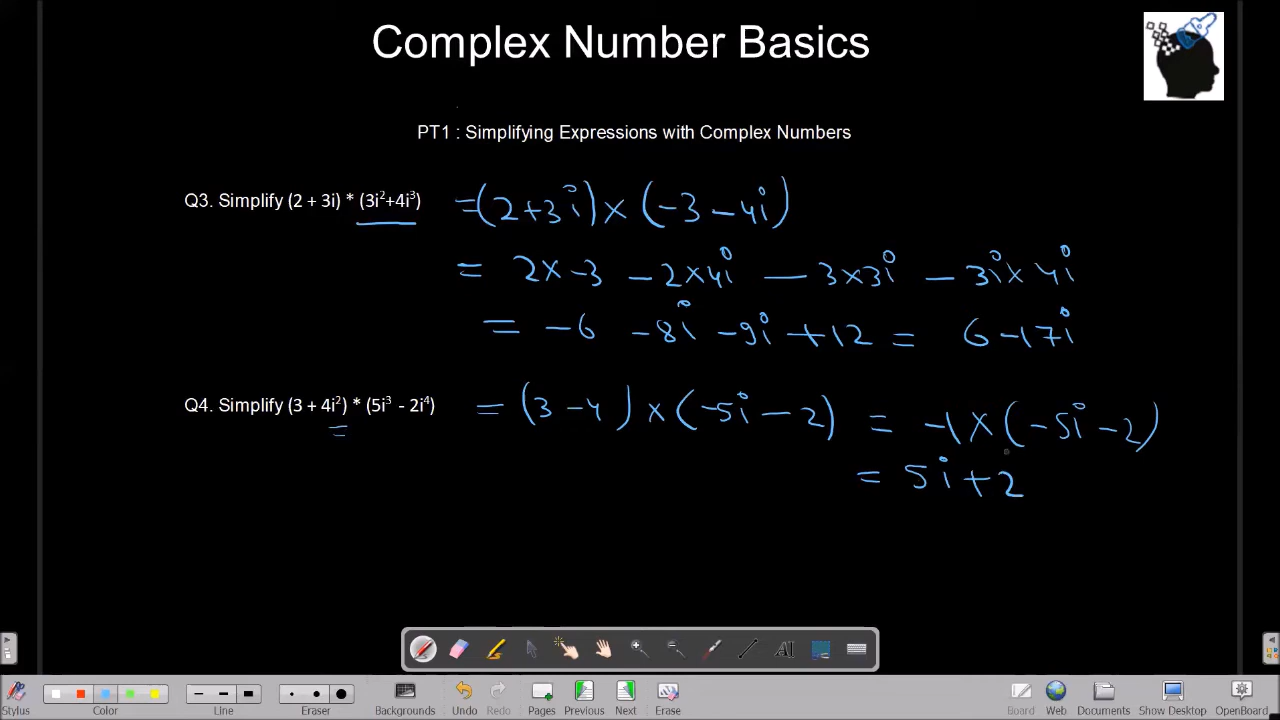 Complex Number Basics
PT1 : Simplifying Expressions with Complex Numbers
Q3. Simplify (2 + 3i) * (3i²+4i³) =(2+3i)×(-3-4i)
= 2×-3 -2×4i -3×3i -3i×4i
= -6 -8i -9i +12 = 6-17i
Q4. Simplify (3 + 4i²) * (5i³ - 2i⁴) = (3-4)×(-5i-2) = -1×(-5i-2)
= 5i+2
Stylus Color Line Eraser Backgrounds Undo Redo Pages Previous Next Erase Board Web Documents Show Desktop OpenBoard